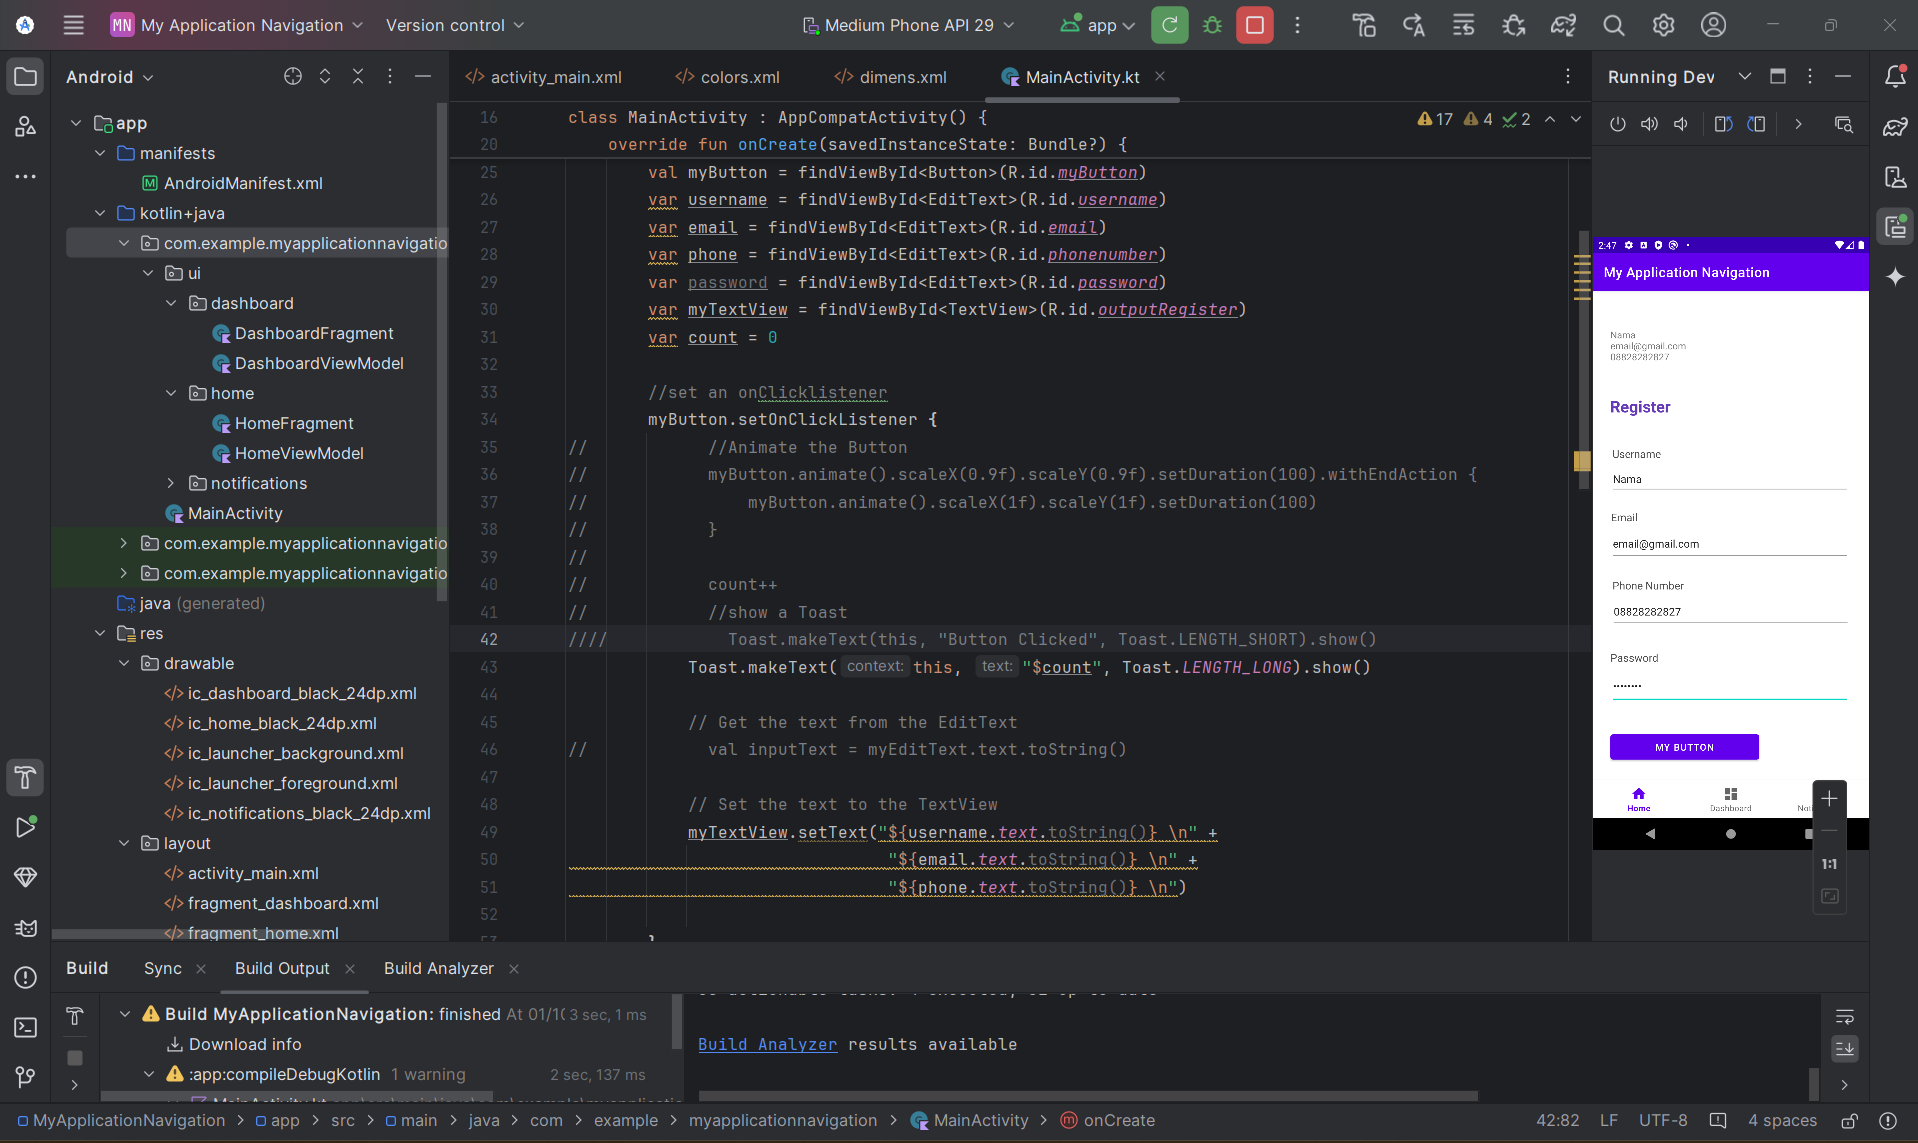 MN My Application Navigation Version control Medium Phone API 29 app
Android
app
manifests
AndroidManifest.xml
kotlin+java
com.example.myapplicationnavigatio
ui
dashboard
DashboardFragment
DashboardViewModel
home
HomeFragment
HomeViewModel
notifications
MainActivity
com.example.myapplicationnavigatio
com.example.myapplicationnavigatio
java (generated)
res
drawable
ic_dashboard_black_24dp.xml
ic_home_black_24dp.xml
ic_launcher_background.xml
ic_launcher_foreground.xml
ic_notifications_black_24dp.xml
layout
activity_main.xml
fragment_dashboard.xml
fragment_home.xml
activity_main.xml colors.xml dimens.xml MainActivity.kt
17 4 2
16 class MainActivity : AppCompatActivity() {
20 override fun onCreate(savedInstanceState: Bundle?) {
25 val myButton = findViewById<Button>(R.id.myButton)
26 var username = findViewById<EditText>(R.id.username)
27 var email = findViewById<EditText>(R.id.email)
28 var phone = findViewById<EditText>(R.id.phonenumber)
29 var password = findViewById<EditText>(R.id.password)
30 var myTextView = findViewById<TextView>(R.id.outputRegister)
31 var count = 0
32
33 //set an onClicklistener
34 myButton.setOnClickListener {
35 // //Animate the Button
36 // myButton.animate().scaleX(0.9f).scaleY(0.9f).setDuration(100).withEndAction {
37 // myButton.animate().scaleX(1f).scaleY(1f).setDuration(100)
38 // }
39 //
40 // count++
41 // //show a Toast
42 //// Toast.makeText(this, "Button Clicked", Toast.LENGTH_SHORT).show()
43 Toast.makeText( context: this, text: "$count", Toast.LENGTH_LONG).show()
44
45 // Get the text from the EditText
46 // val inputText = myEditText.text.toString()
47
48 // Set the text to the TextView
49 myTextView.setText("${username.text.toString()} \n" +
50 "${email.text.toString()} \n" +
51 "${phone.text.toString()} \n")
52
Running Dev
2:47
My Application Navigation
Nama
email@gmail.com
08828282827
Register
Username
Nama
Email
email@gmail.com
Phone Number
08828282827
Password
........
MY BUTTON
Home Dashboard Noti
1:1
Build Sync Build Output Build Analyzer
Build MyApplicationNavigation: finished At 01/1 3 sec, 1 ms
Download info
:app:compileDebugKotlin 1 warning 2 sec, 137 ms
Build Analyzer results available
MyApplicationNavigation > app > src > main > java > com > example > myapplicationnavigation > MainActivity > onCreate
42:82 LF UTF-8 4 spaces